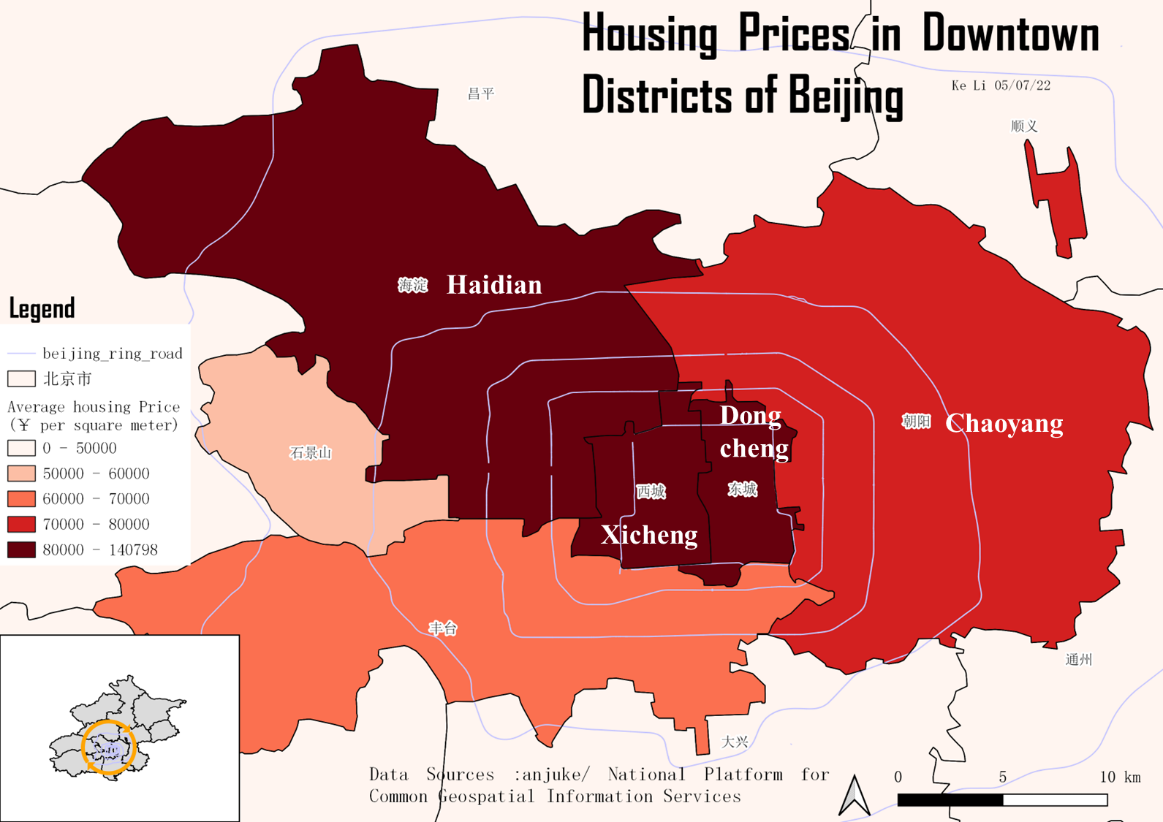 Housing Prices in Downtown
Districts of Beijing
Ke Li 05/07/22
昌平
顺义
海淀 Haidian
Legend
beijing_ring_road
北京市
Average housing Price
(¥ per square meter)
0 - 50000
50000 - 60000
60000 - 70000
70000 - 80000
80000 - 140798
Dong
cheng
朝阳 Chaoyang
石景山
西城
东城
Xicheng
丰台
通州
大兴
Data Sources :anjuke/ National Platform for
Common Geospatial Information Services
0 5 10 km